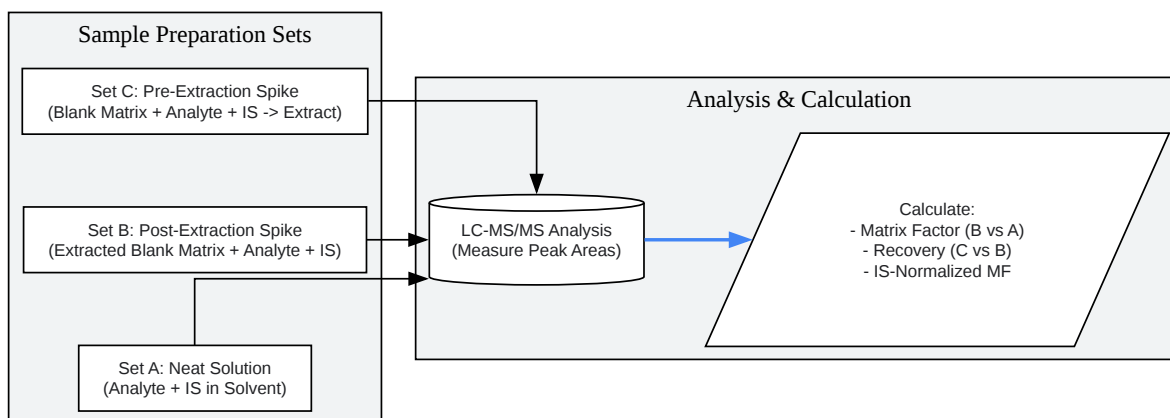 Sample Preparation Sets
Set C: Pre-Extraction Spike
(Blank Matrix + Analyte + IS -> Extract)
Set B: Post-Extraction Spike
(Extracted Blank Matrix + Analyte + IS)
Set A: Neat Solution
(Analyte + IS in Solvent)
Analysis & Calculation
LC-MS/MS Analysis
(Measure Peak Areas)
Calculate:
- Matrix Factor (B vs A)
- Recovery (C vs B)
- IS-Normalized MF